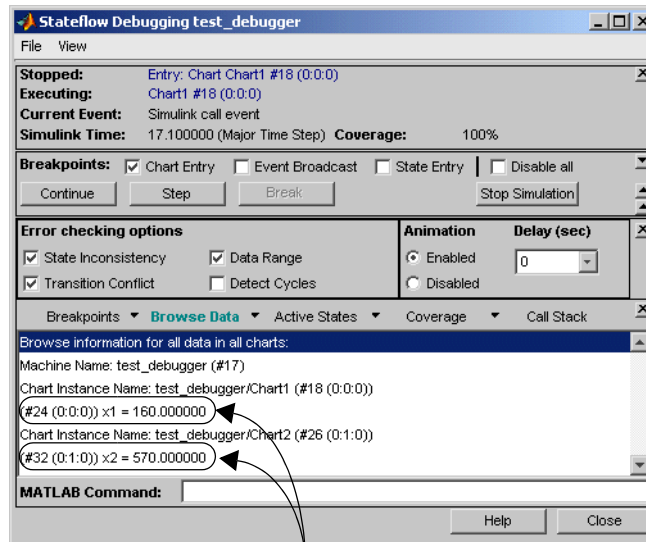 Stateflow Debugging test_debugger
File View
Stopped: Entry: Chart Chart1 #18 (0:0:0)
Executing: Chart1 #18 (0:0:0)
Current Event: Simulink call event
Simulink Time: 17.100000 (Major Time Step) Coverage: 100%
Breakpoints: Chart Entry Event Broadcast State Entry Disable all
Continue Step Break Stop Simulation
Error checking options Animation Delay (sec)
State Inconsistency Data Range Enabled 0
Transition Conflict Detect Cycles Disabled
Breakpoints Browse Data Active States Coverage Call Stack
Browse information for all data in all charts:
Machine Name: test_debugger (#17)
Chart Instance Name: test_debugger/Chart1 (#18 (0:0:0))
(#24 (0:0:0)) x1 = 160.000000
Chart Instance Name: test_debugger/Chart2 (#26 (0:1:0))
(#32 (0:1:0)) x2 = 570.000000
MATLAB Command:
Help Close